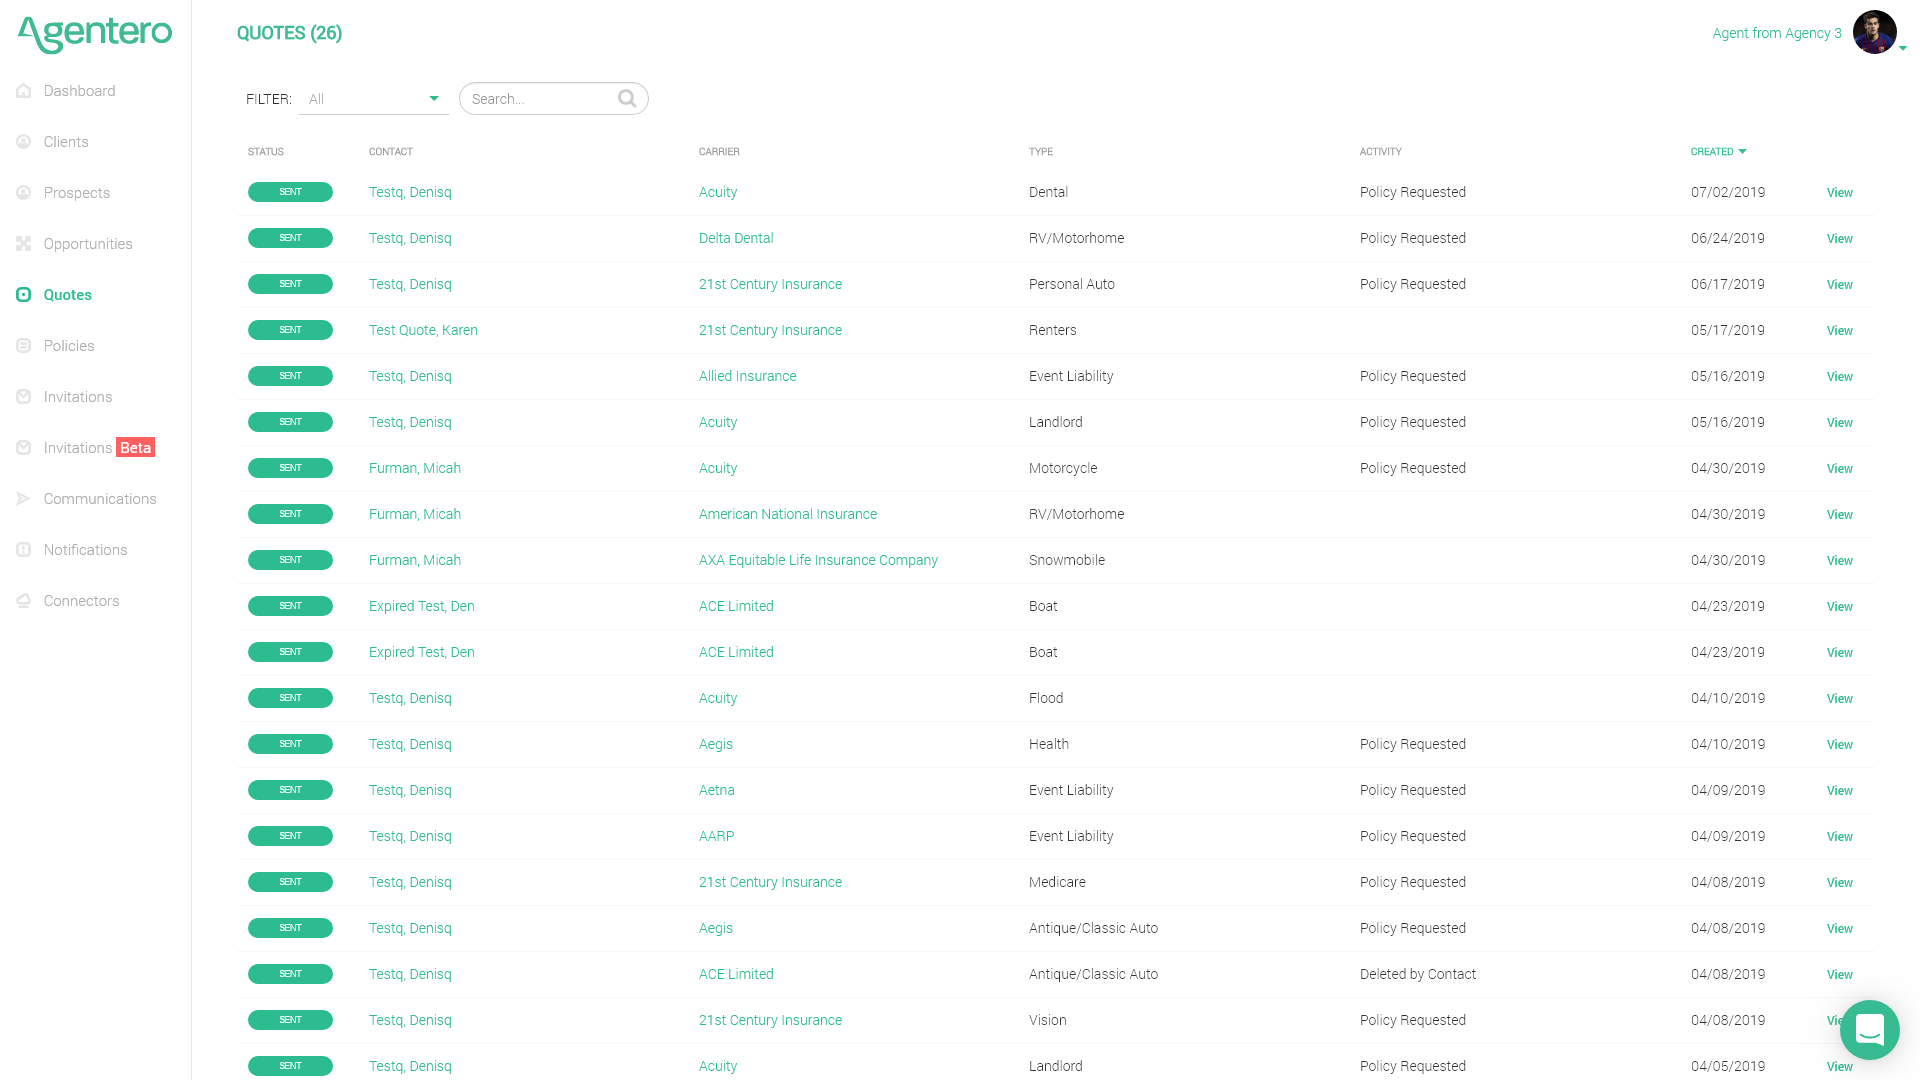 Agentero
QUOTES (26)
Agent from Agency 3
Dashboard
Clients
Prospects
Opportunities
Quotes
Policies
Invitations
Invitations Beta
Communications
Notifications
Connectors
FILTER: All Search...
STATUS CONTACT CARRIER TYPE ACTIVITY CREATED
SENT Testq, Denisq Acuity Dental Policy Requested 07/02/2019 View
SENT Testq, Denisq Delta Dental RV/Motorhome Policy Requested 06/24/2019 View
SENT Testq, Denisq 21st Century Insurance Personal Auto Policy Requested 06/17/2019 View
SENT Test Quote, Karen 21st Century Insurance Renters 05/17/2019 View
SENT Testq, Denisq Allied Insurance Event Liability Policy Requested 05/16/2019 View
SENT Testq, Denisq Acuity Landlord Policy Requested 05/16/2019 View
SENT Furman, Micah Acuity Motorcycle Policy Requested 04/30/2019 View
SENT Furman, Micah American National Insurance RV/Motorhome 04/30/2019 View
SENT Furman, Micah AXA Equitable Life Insurance Company Snowmobile 04/30/2019 View
SENT Expired Test, Den ACE Limited Boat 04/23/2019 View
SENT Expired Test, Den ACE Limited Boat 04/23/2019 View
SENT Testq, Denisq Acuity Flood 04/10/2019 View
SENT Testq, Denisq Aegis Health Policy Requested 04/10/2019 View
SENT Testq, Denisq Aetna Event Liability Policy Requested 04/09/2019 View
SENT Testq, Denisq AARP Event Liability Policy Requested 04/09/2019 View
SENT Testq, Denisq 21st Century Insurance Medicare Policy Requested 04/08/2019 View
SENT Testq, Denisq Aegis Antique/Classic Auto Policy Requested 04/08/2019 View
SENT Testq, Denisq ACE Limited Antique/Classic Auto Deleted by Contact 04/08/2019 View
SENT Testq, Denisq 21st Century Insurance Vision Policy Requested 04/08/2019 View
SENT Testq, Denisq Acuity Landlord Policy Requested 04/05/2019 View